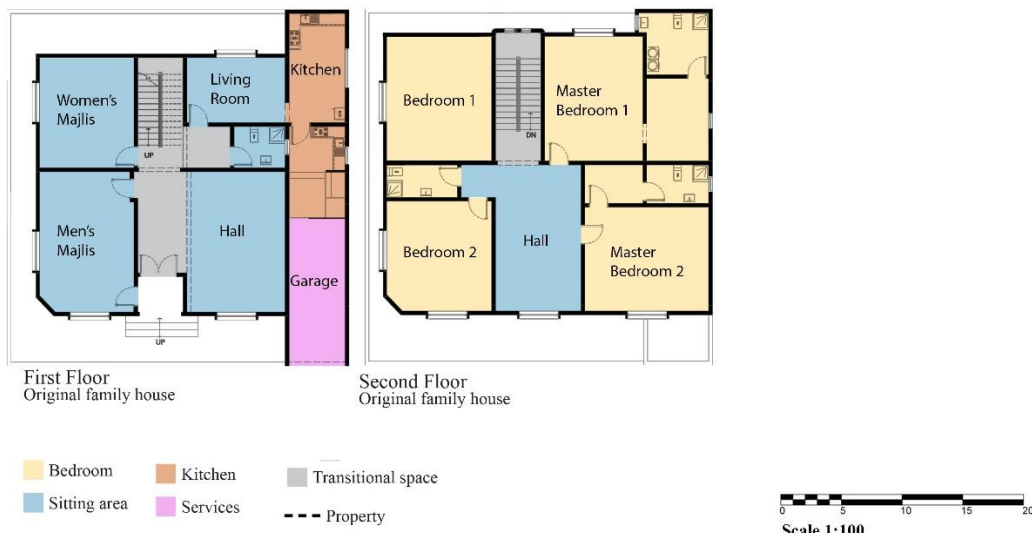 Women's
Majlis
UP
Living
Room
Kitchen
Men's
Majlis
Hall
Garage
UP
First Floor
Original family house
Bedroom 1
DN
Master
Bedroom 1
Bedroom 2
Hall
Master
Bedroom 2
Second Floor
Original family house
Bedroom
Kitchen
Transitional space
Sitting area
Services
Property
0 5 10 15 20
Scale 1:100